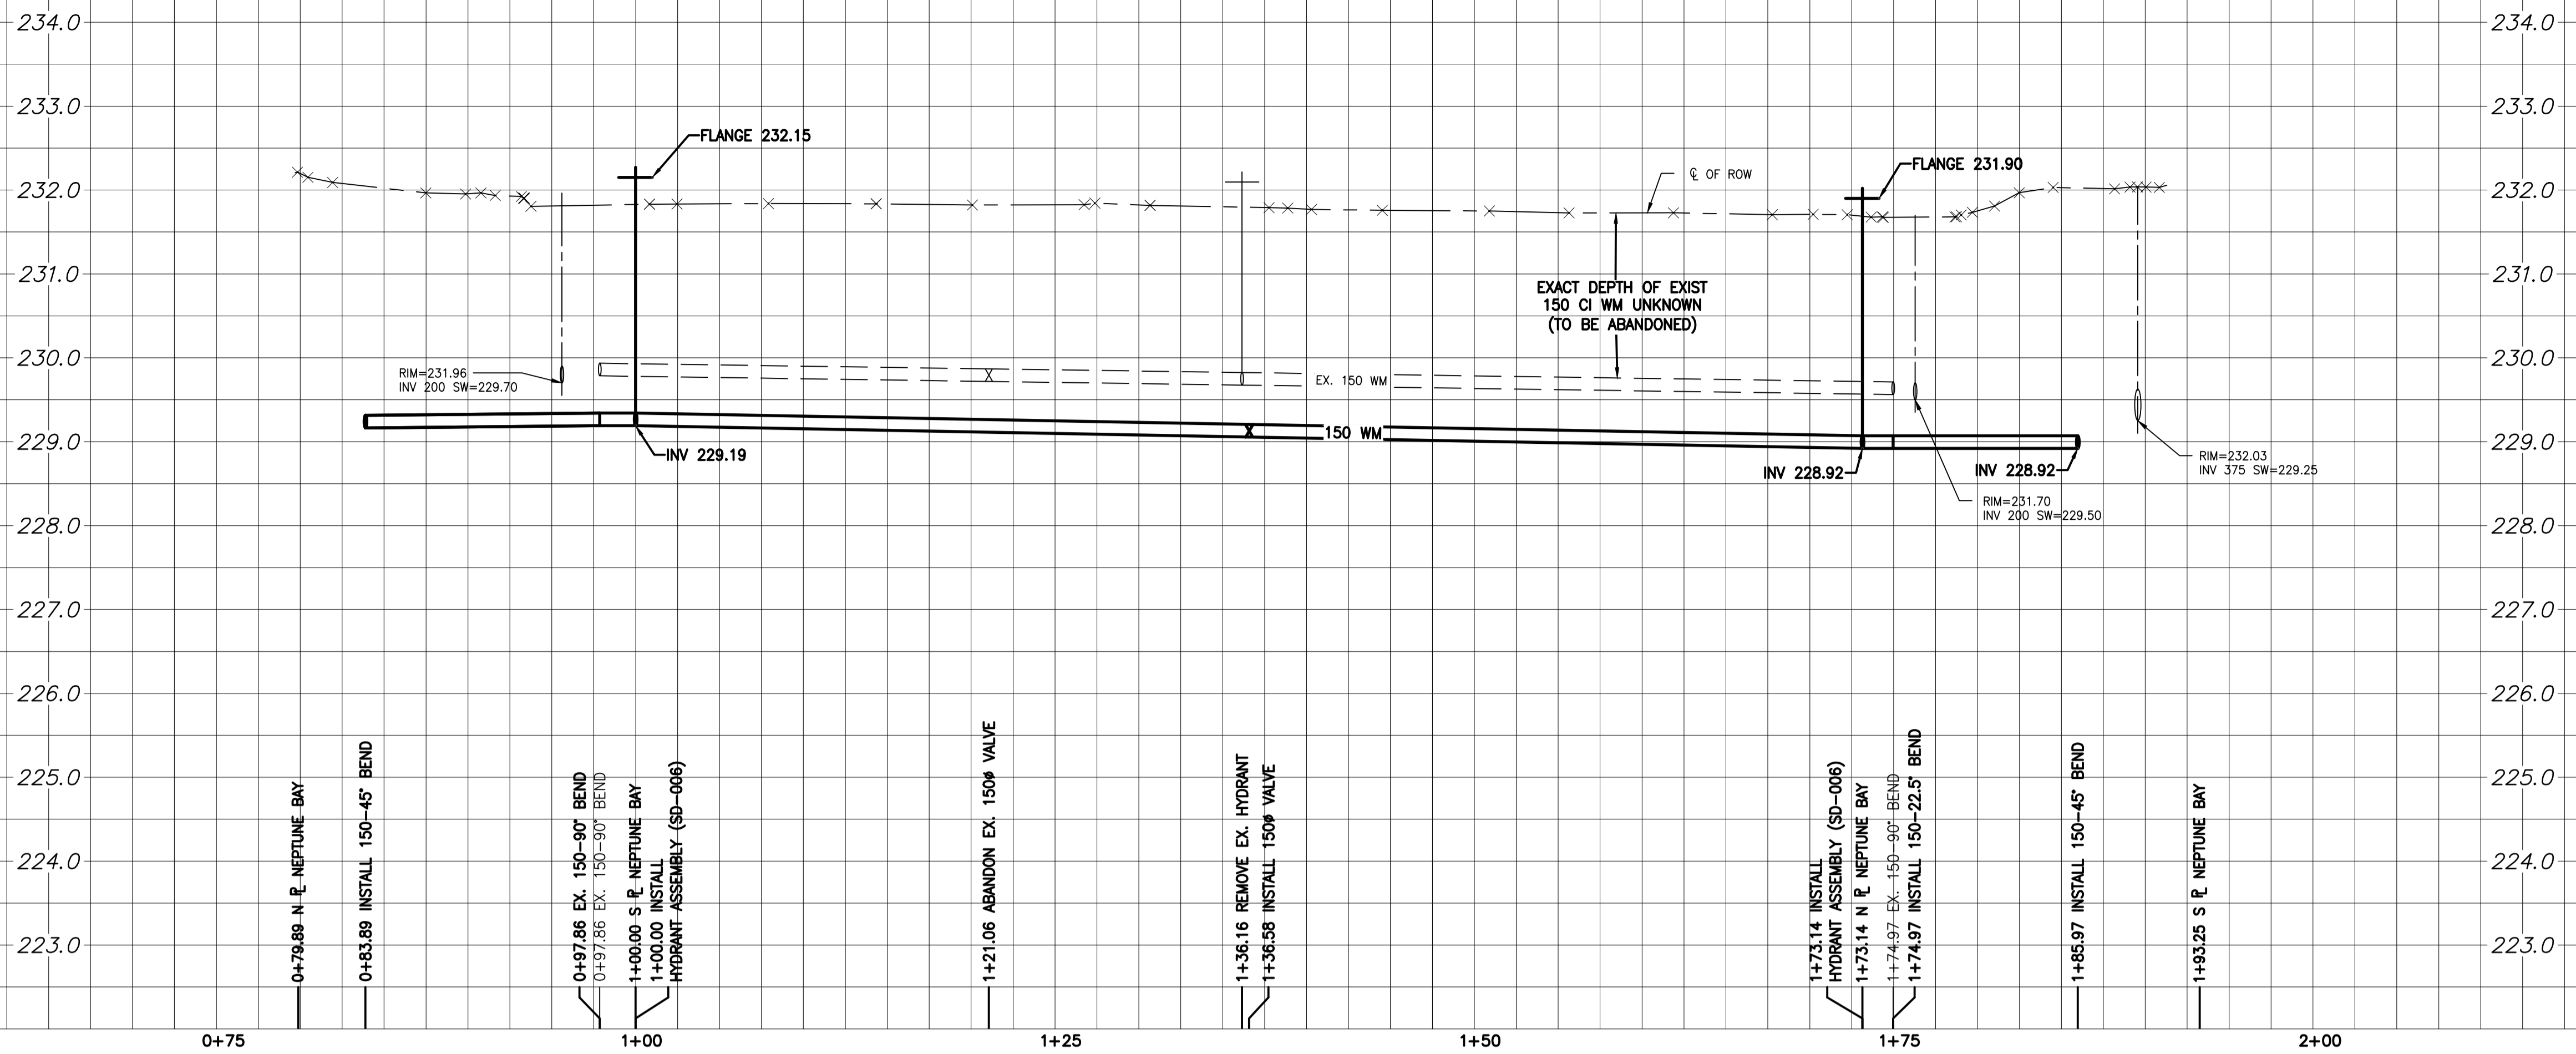 234.0
234.0
233.0
233.0
FLANGE 232.15
FLANGE 231.90
℄ OF ROW
232.0
232.0
231.0
231.0
EXACT DEPTH OF EXIST
150 CI WM UNKNOWN
(TO BE ABANDONED)
230.0
230.0
RIM=231.96
INV 200 SW=229.70
EX. 150 WM
229.0
229.0
150 WM
INV 229.19
INV 228.92
INV 228.92
RIM=232.03
INV 375 SW=229.25
RIM=231.70
INV 200 SW=229.50
228.0
228.0
227.0
227.0
226.0
226.0
225.0
225.0
224.0
224.0
223.0
223.0
0+79.89 N ⅊ NEPTUNE BAY
0+83.89 INSTALL 150-45° BEND
0+97.86 EX. 150-90° BEND
0+97.86 EX. 150-90° BEND
1+00.00 S ⅊ NEPTUNE BAY
1+00.00 INSTALL
HYDRANT ASSEMBLY (SD-006)
1+21.06 ABANDON EX. 150ø VALVE
1+36.16 REMOVE EX. HYDRANT
1+36.58 INSTALL 150ø VALVE
1+73.14 INSTALL
HYDRANT ASSEMBLY (SD-006)
1+73.14 N ⅊ NEPTUNE BAY
1+74.97 EX. 150-90° BEND
1+74.97 INSTALL 150-22.5° BEND
1+85.97 INSTALL 150-45° BEND
1+93.25 S ⅊ NEPTUNE BAY
0+75
1+00
1+25
1+50
1+75
2+00